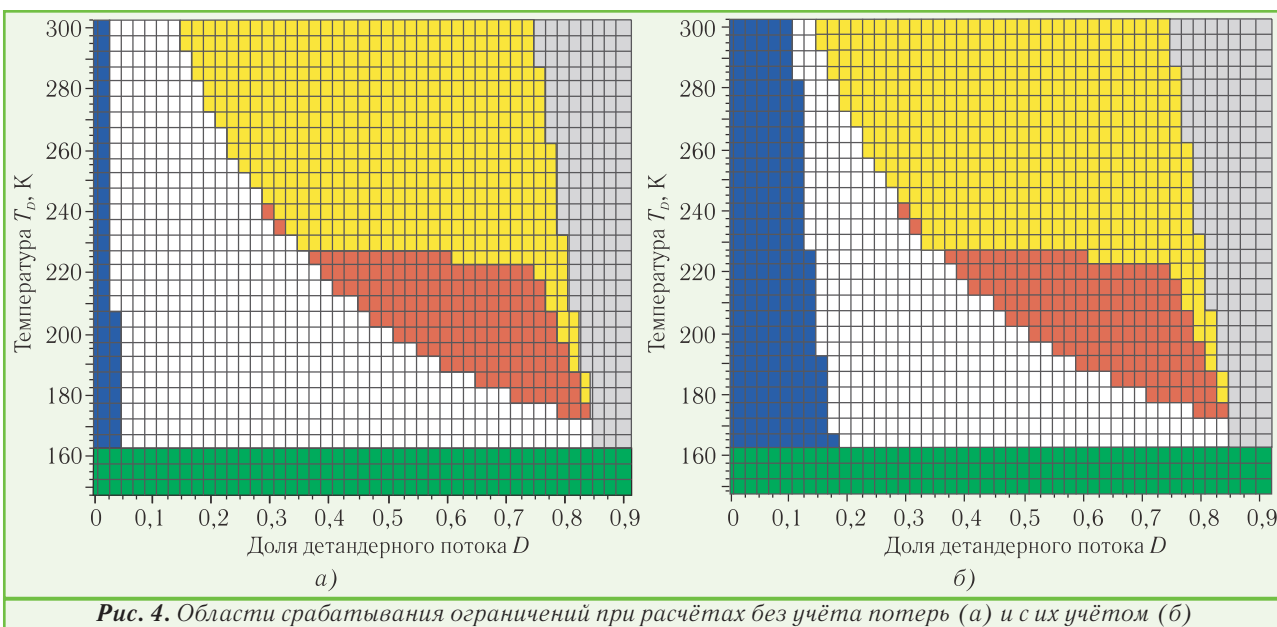 300
280
260
240
220
200
180
160
Температура T_D, К
0 0,1 0,2 0,3 0,4 0,5 0,6 0,7 0,8 0,9
Доля детандерного потока D
а)
300
280
260
240
220
200
180
160
Температура T_D, К
0 0,1 0,2 0,3 0,4 0,5 0,6 0,7 0,8 0,9
Доля детандерного потока D
б)
Рис. 4. Области срабатывания ограничений при расчётах без учёта потерь (а) и с их учётом (б)